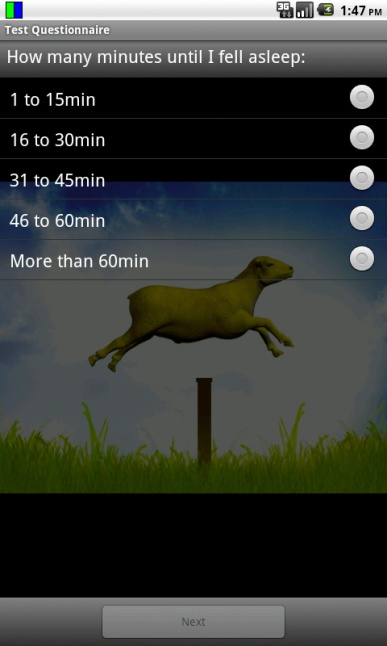 3G
1:47 PM
Test Questionnaire
How many minutes until I fell asleep:
1 to 15min
16 to 30min
31 to 45min
46 to 60min
More than 60min
Next